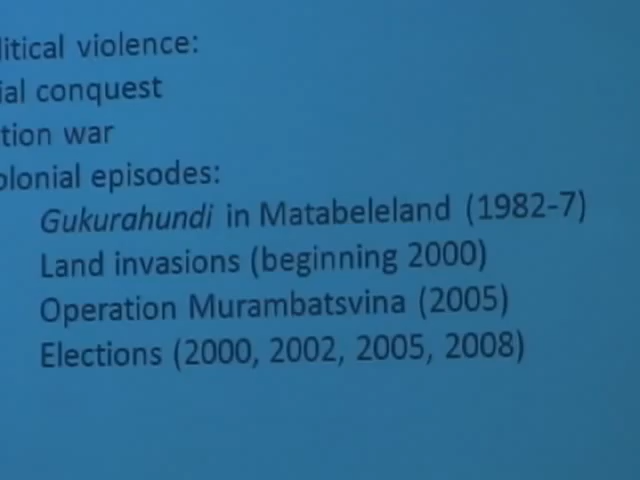 litical violence:
ial conquest
tion war
olonial episodes:
Gukurahundi in Matabeleland (1982-7)
Land invasions (beginning 2000)
Operation Murambatsvina (2005)
Elections (2000, 2002, 2005, 2008)